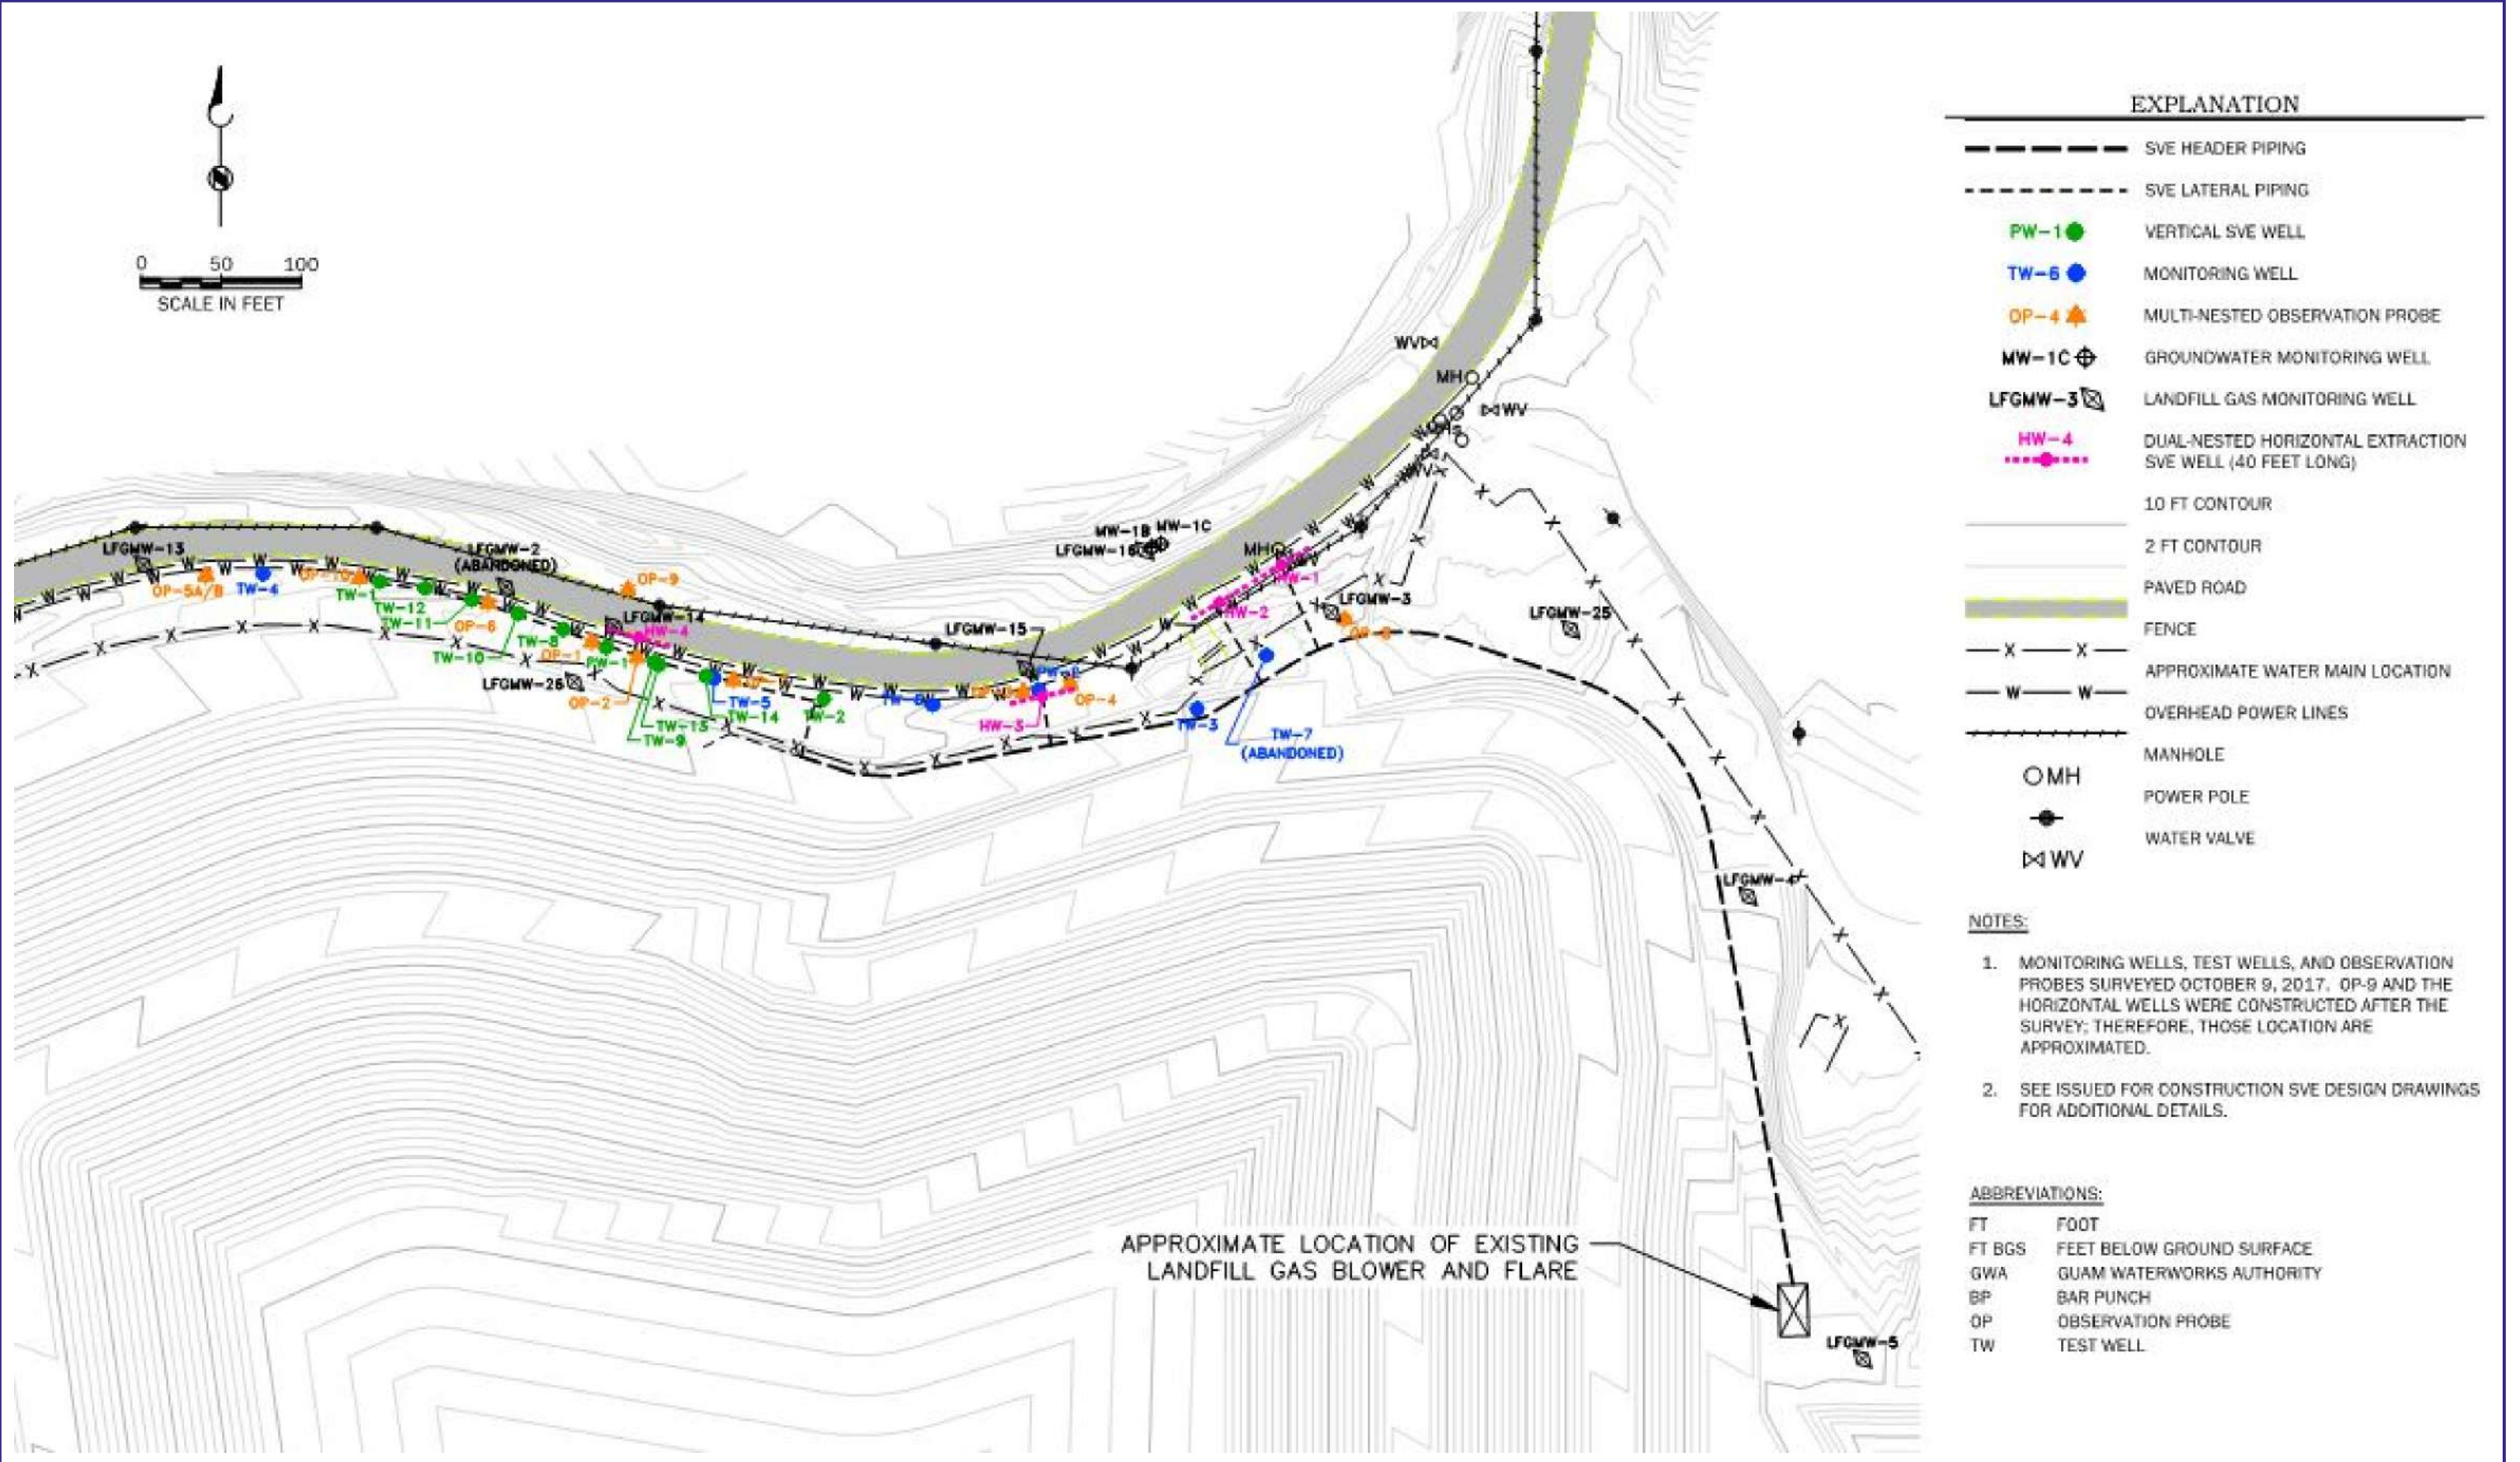 0 50 100
SCALE IN FEET
WV
MH
WV
MW-1B
MW-1C
LFGMW-16
MH
LFGMW-13
LFGMW-2
(ABANDONED)
OP-5A/B
TW-4
OP-10
TW-1
TW-12
TW-11
OP-6
TW-10
TW-8
OP-1
PW-1
OP-9
LFGMW-14
HW-4
LFGMW-26
OP-2
TW-13
TW-9
TW-5
TW-14
TW-2
LFGMW-15
HW-3
OP-4
TW-3
TW-7
(ABANDONED)
HW-1
HW-2
LFGMW-3
LFGMW-25
LFGMW-4
APPROXIMATE LOCATION OF EXISTING
LANDFILL GAS BLOWER AND FLARE
LFGMW-5
EXPLANATION
SVE HEADER PIPING
SVE LATERAL PIPING
PW-1 VERTICAL SVE WELL
TW-6 MONITORING WELL
OP-4 MULTI-NESTED OBSERVATION PROBE
MW-1C GROUNDWATER MONITORING WELL
LFGMW-3 LANDFILL GAS MONITORING WELL
HW-4 DUAL-NESTED HORIZONTAL EXTRACTION
SVE WELL (40 FEET LONG)
10 FT CONTOUR
2 FT CONTOUR
PAVED ROAD
FENCE
X X
APPROXIMATE WATER MAIN LOCATION
W W
OVERHEAD POWER LINES
MANHOLE
MH
POWER POLE
WATER VALVE
WV
NOTES:
1. MONITORING WELLS, TEST WELLS, AND OBSERVATION
PROBES SURVEYED OCTOBER 9, 2017. OP-9 AND THE
HORIZONTAL WELLS WERE CONSTRUCTED AFTER THE
SURVEY; THEREFORE, THOSE LOCATION ARE
APPROXIMATED.
2. SEE ISSUED FOR CONSTRUCTION SVE DESIGN DRAWINGS
FOR ADDITIONAL DETAILS.
ABBREVIATIONS:
FT FOOT
FT BGS FEET BELOW GROUND SURFACE
GWA GUAM WATERWORKS AUTHORITY
BP BAR PUNCH
OP OBSERVATION PROBE
TW TEST WELL